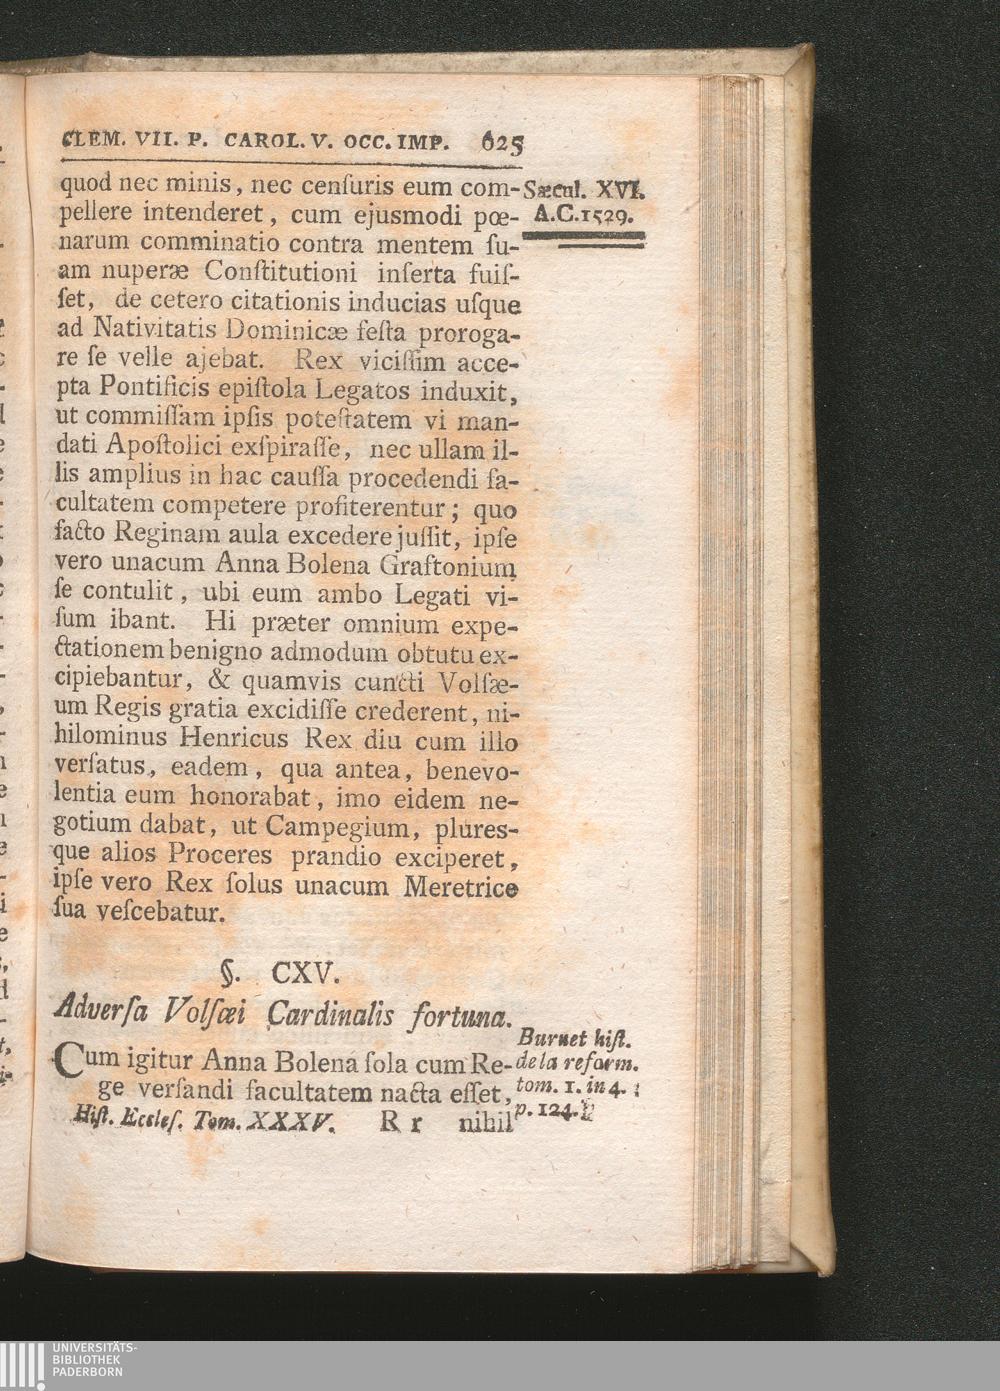 CLEM. VII. P. CAROL. V. OCC. IMP. 625
Sæcul. XVI.
A.C.1529.
quod nec minis, nec cenſuris eum com-
pellere intenderet, cum ejusmodi pœ-
narum comminatio contra mentem ſu-
am nuperæ Conſtitutioni inſerta fuiſ-
ſet, de cetero citationis inducias uſque
ad Nativitatis Dominicæ feſta proroga-
re ſe velle ajebat. Rex viciſſim acce-
pta Pontificis epiſtola Legatos induxit,
ut commiſſam ipſis poteſtatem vi man-
dati Apoſtolici exſpiraſſe, nec ullam il-
lis amplius in hac cauſſa procedendi fa-
cultatem competere profiterentur; quo
facto Reginam aula excedere juſſit, ipſe
vero unacum Anna Bolena Graftonium
ſe contulit, ubi eum ambo Legati vi-
ſum ibant. Hi præter omnium expe-
ctationem benigno admodum obtutu ex-
cipiebantur, & quamvis cuncti Volſæ-
um Regis gratia excidiſſe crederent, ni-
hilominus Henricus Rex diu cum illo
verſatus, eadem, qua antea, benevo-
lentia eum honorabat, imo eidem ne-
gotium dabat, ut Campegium, plures-
que alios Proceres prandio exciperet,
ipſe vero Rex ſolus unacum Meretrice
ſua veſcebatur.
§. CXV.
Adverſa Volſæi Cardinalis fortuna.
Burnet hiſt.
de la reform.
tom. 1. in 4.
p. 124.
Cum igitur Anna Bolena ſola cum Re-
ge verſandi facultatem nacta eſſet,
Hiſt. Eccleſ. Tom. XXXV. R r nihil
UNIVERSITÄTS-
BIBLIOTHEK
PADERBORN